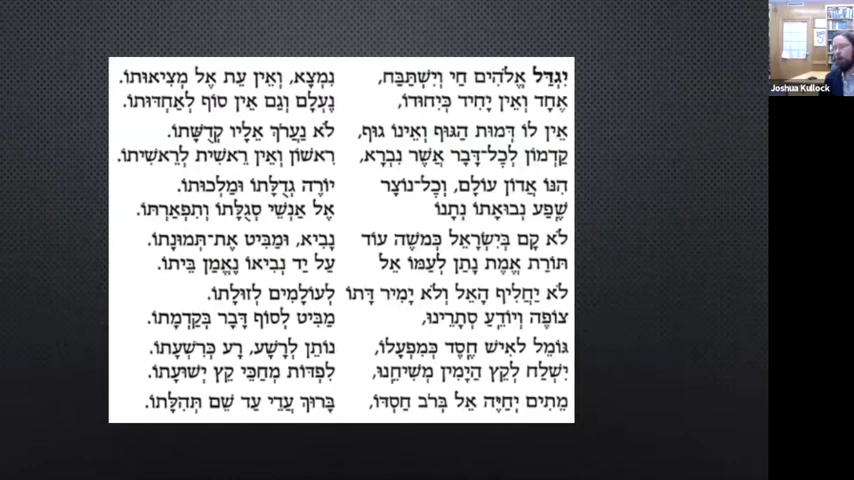 יִגְדַּל אֱלֹהִים חַי וְיִשְׁתַּבַּח, נִמְצָא, וְאֵין עֵת אֶל מְצִיאוּתוֹ.
אֶחָד וְאֵין יָחִיד כְּיִחוּדוֹ, נֶעְלָם וְגַם אֵין סוֹף לְאַחְדּוּתוֹ.
אֵין לוֹ דְּמוּת הַגּוּף וְאֵינוֹ גוּף, לֹא נַעֲרֹךְ אֵלָיו קְדֻשָּׁתוֹ.
קַדְמוֹן לְכָל־דָּבָר אֲשֶׁר נִבְרָא, רִאשׁוֹן וְאֵין רֵאשִׁית לְרֵאשִׁיתוֹ.
הִנּוֹ אֲדוֹן עוֹלָם, וְכָל־נוֹצָר יוֹרֶה גְדֻלָּתוֹ וּמַלְכוּתוֹ.
שֶׁפַע נְבוּאָתוֹ נְתָנוֹ אֶל אַנְשֵׁי סְגֻלָּתוֹ וְתִפְאַרְתּוֹ.
לֹא קָם בְּיִשְׂרָאֵל כְּמֹשֶׁה עוֹד נָבִיא, וּמַבִּיט אֶת־תְּמוּנָתוֹ.
תּוֹרַת אֱמֶת נָתַן לְעַמּוֹ אֵל עַל יַד נְבִיאוֹ נֶאֱמַן בֵּיתוֹ.
לֹא יַחֲלִיף הָאֵל וְלֹא יָמִיר דָּתוֹ לְעוֹלָמִים לְזוּלָתוֹ.
צוֹפֶה וְיוֹדֵעַ סְתָרֵינוּ, מַבִּיט לְסוֹף דָּבָר בְּקַדְמָתוֹ.
גּוֹמֵל לְאִישׁ חֶסֶד כְּמִפְעָלוֹ, נוֹתֵן לְרָשָׁע, רָע כְּרִשְׁעָתוֹ.
יִשְׁלַח לְקֵץ הַיָּמִין מְשִׁיחֵנוּ, לִפְדּוֹת מְחַכֵּי קֵץ יְשׁוּעָתוֹ.
מֵתִים יְחַיֶּה אֵל בְּרֹב חַסְדּוֹ, בָּרוּךְ עֲדֵי עַד שֵׁם תְּהִלָּתוֹ.
Joshua Kullock